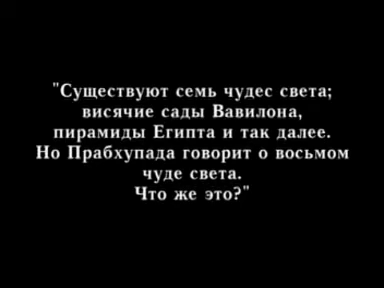 "Существуют семь чудес света;
висячие сады Вавилона,
пирамиды Египта и так далее.
Но Прабхупада говорит о восьмом
чуде света.
Что же это?"